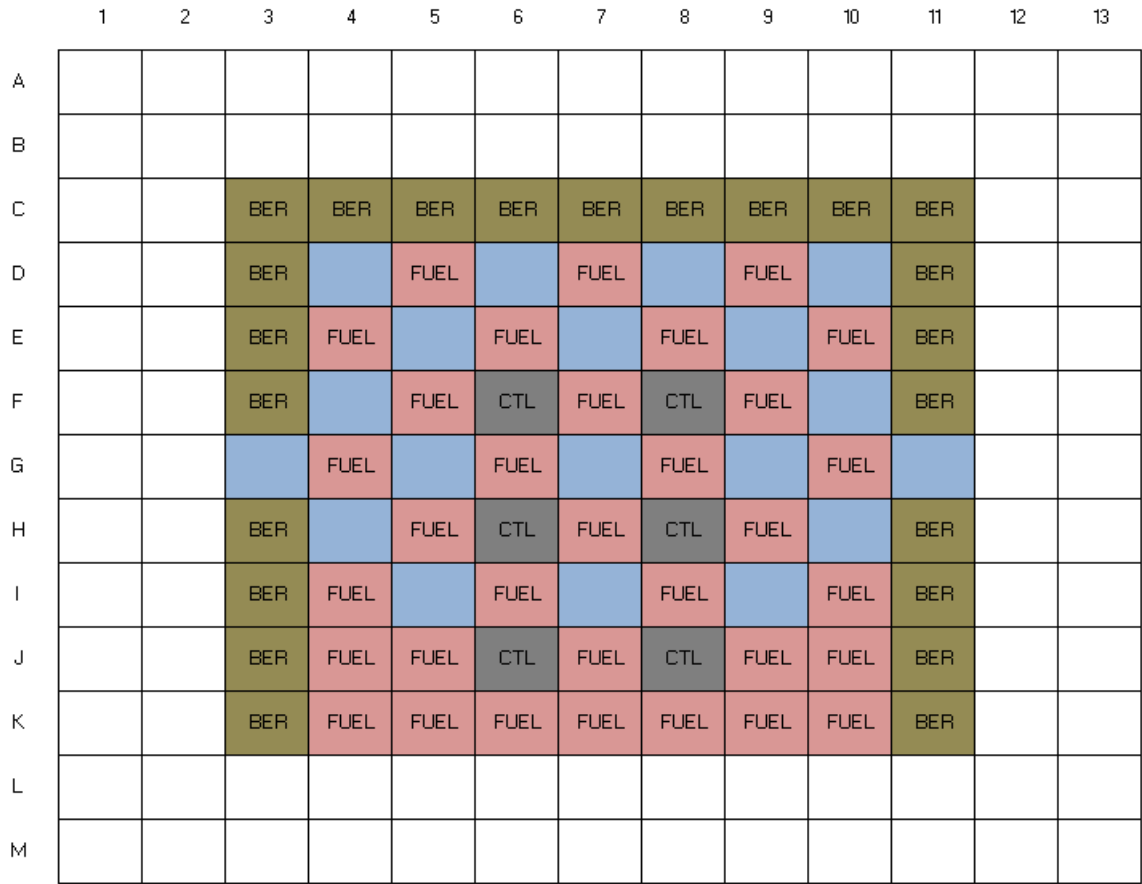 1 2 3 4 5 6 7 8 9 10 11 12 13
A
B
C BER BER BER BER BER BER BER BER BER
D BER FUEL FUEL FUEL BER
E BER FUEL FUEL FUEL FUEL BER
F BER FUEL CTL FUEL CTL FUEL BER
G FUEL FUEL FUEL FUEL
H BER FUEL CTL FUEL CTL FUEL BER
I BER FUEL FUEL FUEL FUEL BER
J BER FUEL FUEL CTL FUEL CTL FUEL FUEL BER
K BER FUEL FUEL FUEL FUEL FUEL FUEL FUEL BER
L
M